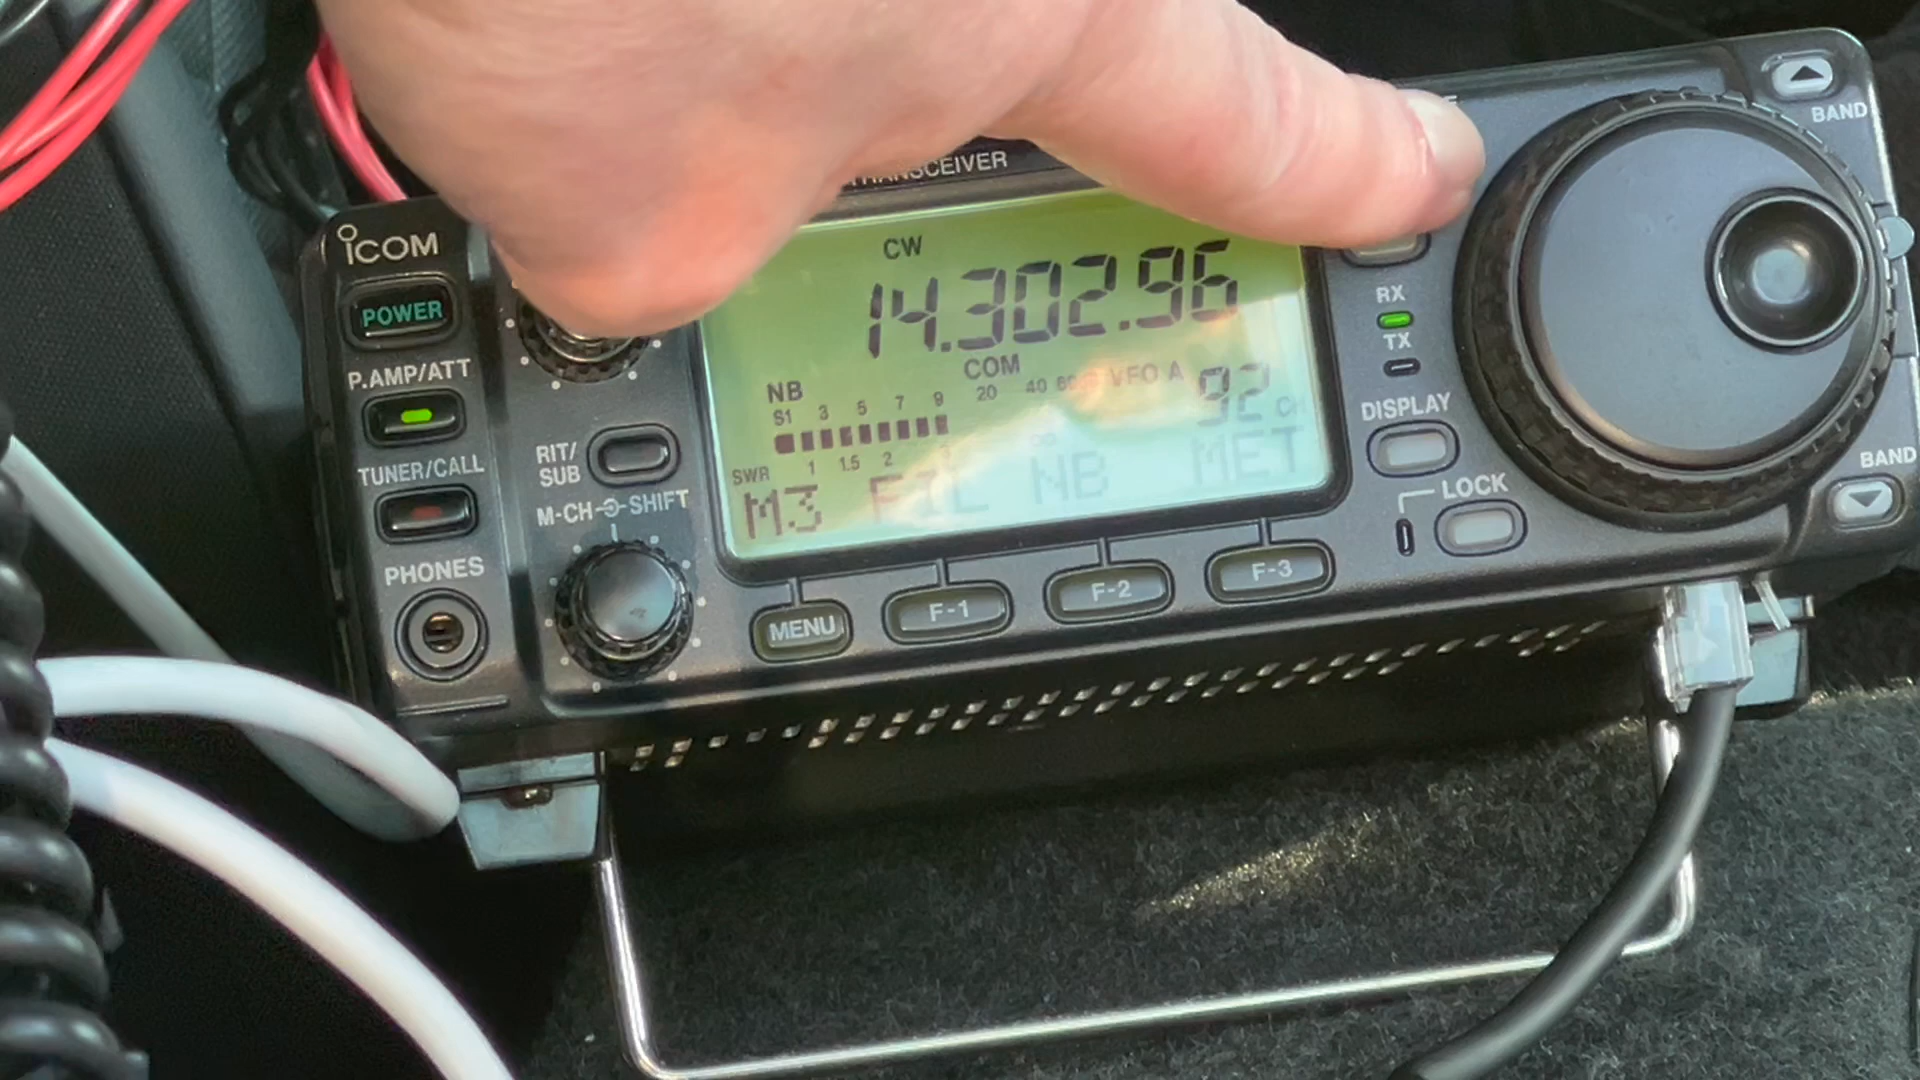 BAND
TRANSCEIVER
ICOM
CW
14.302.96
POWER
RX
TX
P.AMP/ATT
NB
COM
20 40 60 VFO A 92 CH
S1 3 5 7 9
DISPLAY
RIT/
SUB
SWR 1 1.5 2 3
TUNER/CALL
M3 FIL NB MET
M-CH SHIFT
LOCK
BAND
PHONES
MENU F-1 F-2 F-3